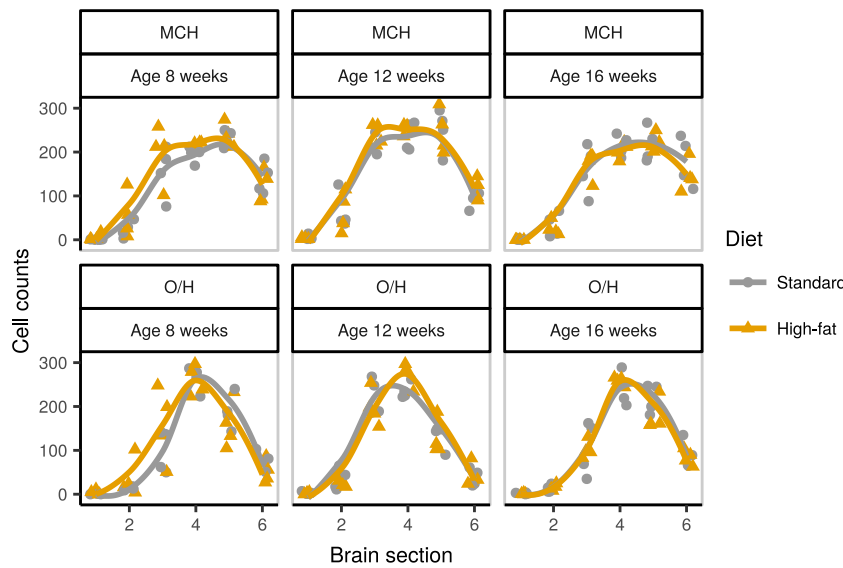 MCH MCH MCH
Age 8 weeks Age 12 weeks Age 16 weeks
300
200
100
0
O/H O/H O/H
Age 8 weeks Age 12 weeks Age 16 weeks
300
200
100
0
2 4 6 2 4 6 2 4 6
Brain section
Cell counts
Diet
Standard
High-fat